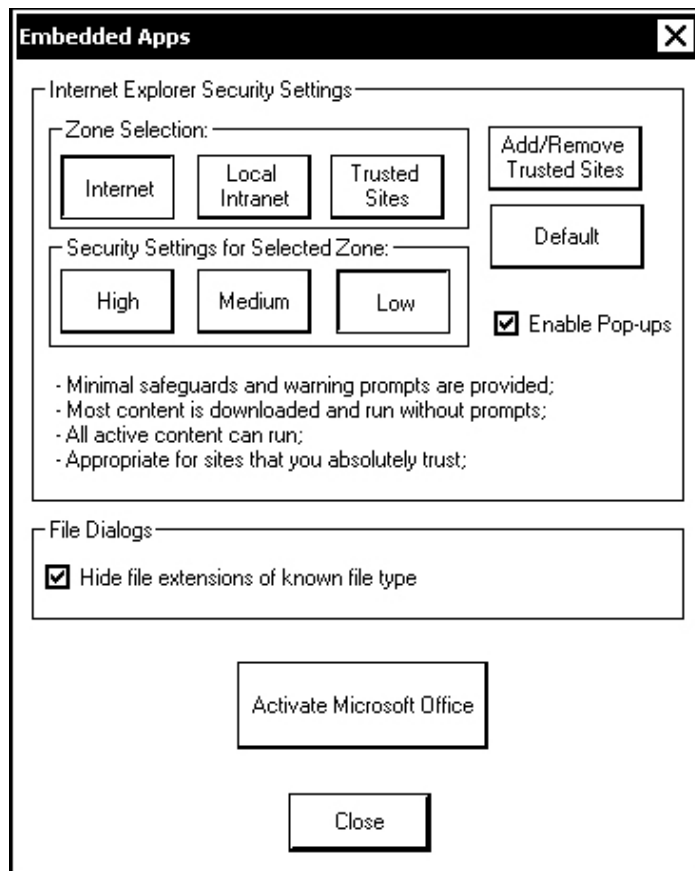 Embedded Apps
Internet Explorer Security Settings
Zone Selection:
Internet
Local
Intranet
Trusted
Sites
Add/Remove
Trusted Sites
Default
Security Settings for Selected Zone:
High
Medium
Low
Enable Pop-ups
- Minimal safeguards and warning prompts are provided;
- Most content is downloaded and run without prompts;
- All active content can run;
- Appropriate for sites that you absolutely trust;
File Dialogs
Hide file extensions of known file type
Activate Microsoft Office
Close